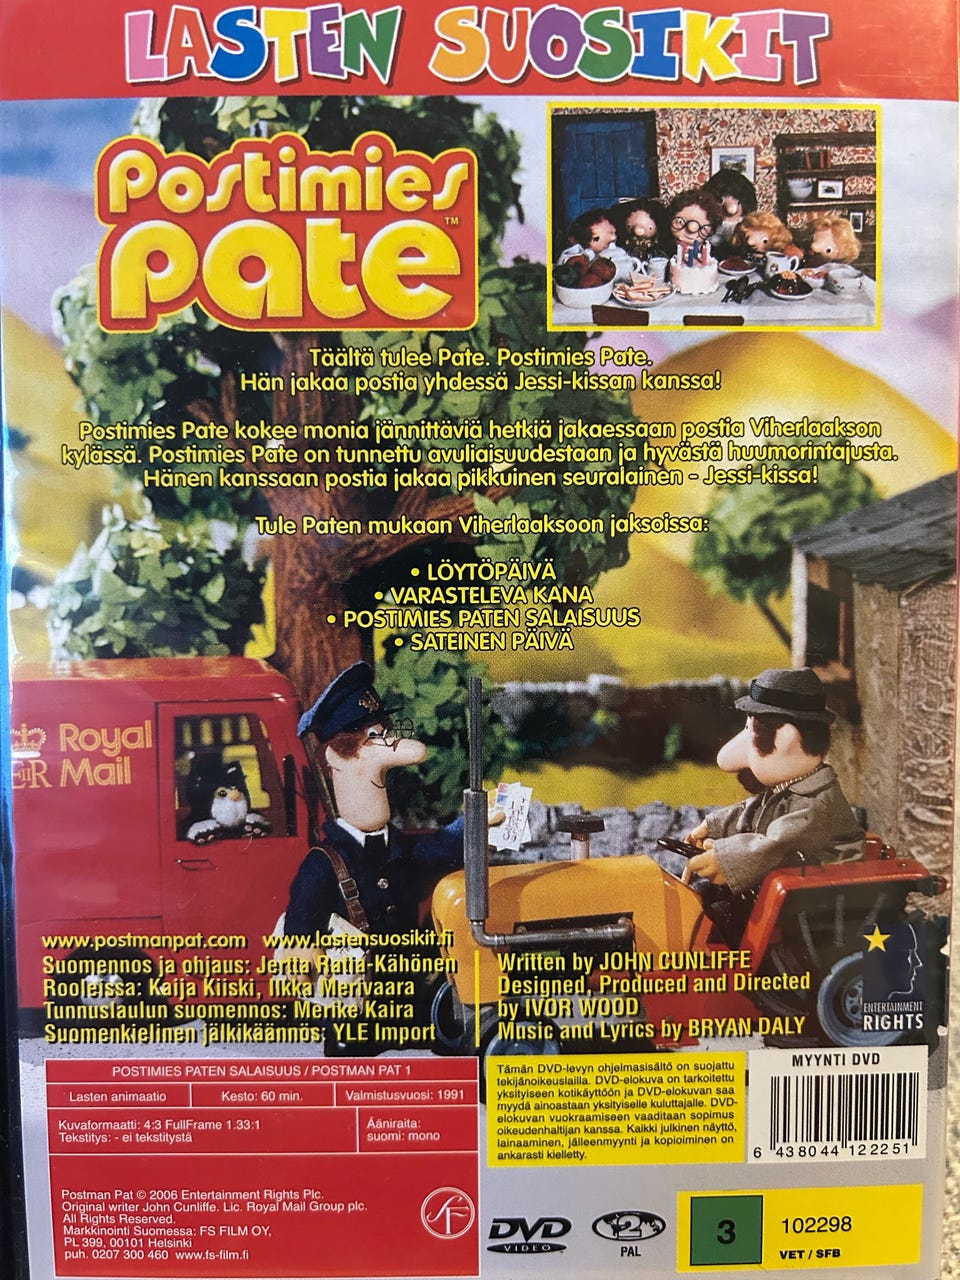 LASTEN SUOSIKIT
Postimies
Pate™
Täältä tulee Pate. Postimies Pate.
Hän jakaa postia yhdessä Jessi-kissan kanssa!
Postimies Pate kokee monia jännittäviä hetkiä jakaessaan postia Viherlaakson
kylässä. Postimies Pate on tunnettu avuliaisuudestaan ja hyvästä huumorintajusta.
Hänen kanssaan postia jakaa pikkuinen seuralainen - Jessi-kissa!
Tule Paten mukaan Viherlaaksoon jaksoissa:
• LÖYTÖPÄIVÄ
• VARASTELEVA KANA
• POSTIMIES PATEN SALAISUUS
• SATEINEN PÄIVÄ
Royal
Mail
EIIR
www.postmanpat.com www.lastensuosikit.fi
Suomennos ja ohjaus: Jertta Ratia-Kähönen
Rooleissa: Kaija Kiiski, Ilkka Merivaara
Tunnuslaulun suomennos: Merike Kaira
Suomenkielinen jälkikäännös: YLE Import
Written by JOHN CUNLIFFE
Designed, Produced and Directed
by IVOR WOOD
Music and Lyrics by BRYAN DALY
ENTERTAINMENT
RIGHTS
POSTIMIES PATEN SALAISUUS / POSTMAN PAT 1
Lasten animaatio
Kesto: 60 min.
Valmistusvuosi: 1991
Kuvaformaatti: 4:3 FullFrame 1.33:1
Tekstitys: - ei tekstitystä
Ääniraita:
suomi: mono
Postman Pat © 2006 Entertainment Rights Plc.
Original writer John Cunliffe. Lic. Royal Mail Group plc.
All Rights Reserved.
Markkinointi Suomessa: FS FILM OY,
PL 399, 00101 Helsinki
puh. 0207 300 460 www.fs-film.fi
SF
Tämän DVD-levyn ohjelmasisältö on suojattu
tekijänoikeuslailla. DVD-elokuva on tarkoitettu
yksityiseen kotikäyttöön ja DVD-elokuvan saa
myydä ainoastaan yksityiselle kuluttajalle. DVD-
elokuvan vuokraamiseen vaaditaan sopimus
oikeudenhaltijan kanssa. Kaikki julkinen näyttö,
lainaaminen, jälleenmyynti ja kopioiminen on
ankarasti kielletty.
MYYNTI DVD
6 438044 122251
DVD
VIDEO
2
PAL
3
102298
VET / SFB